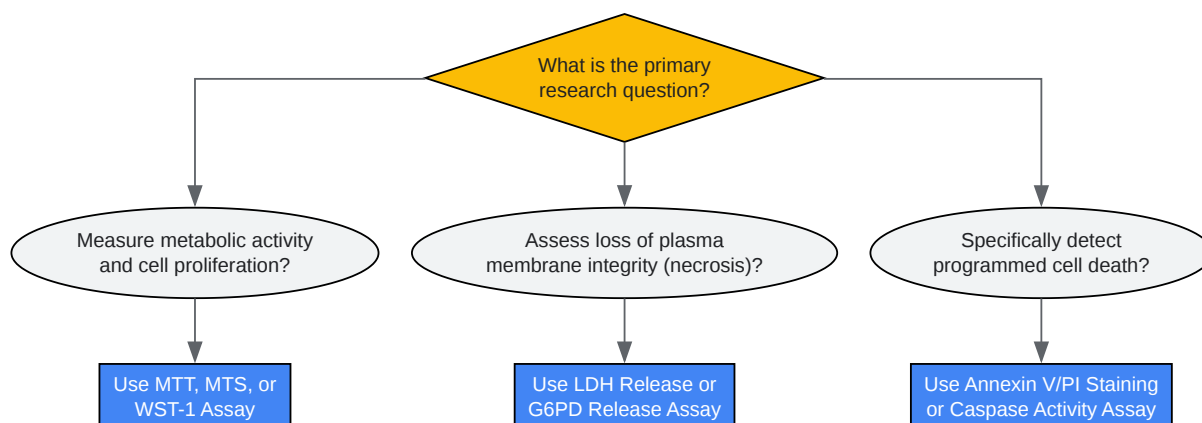 What is the primary
research question?
Measure metabolic activity
and cell proliferation?
Assess loss of plasma
membrane integrity (necrosis)?
Specifically detect
programmed cell death?
Use MTT, MTS, or
WST-1 Assay
Use LDH Release or
G6PD Release Assay
Use Annexin V/PI Staining
or Caspase Activity Assay